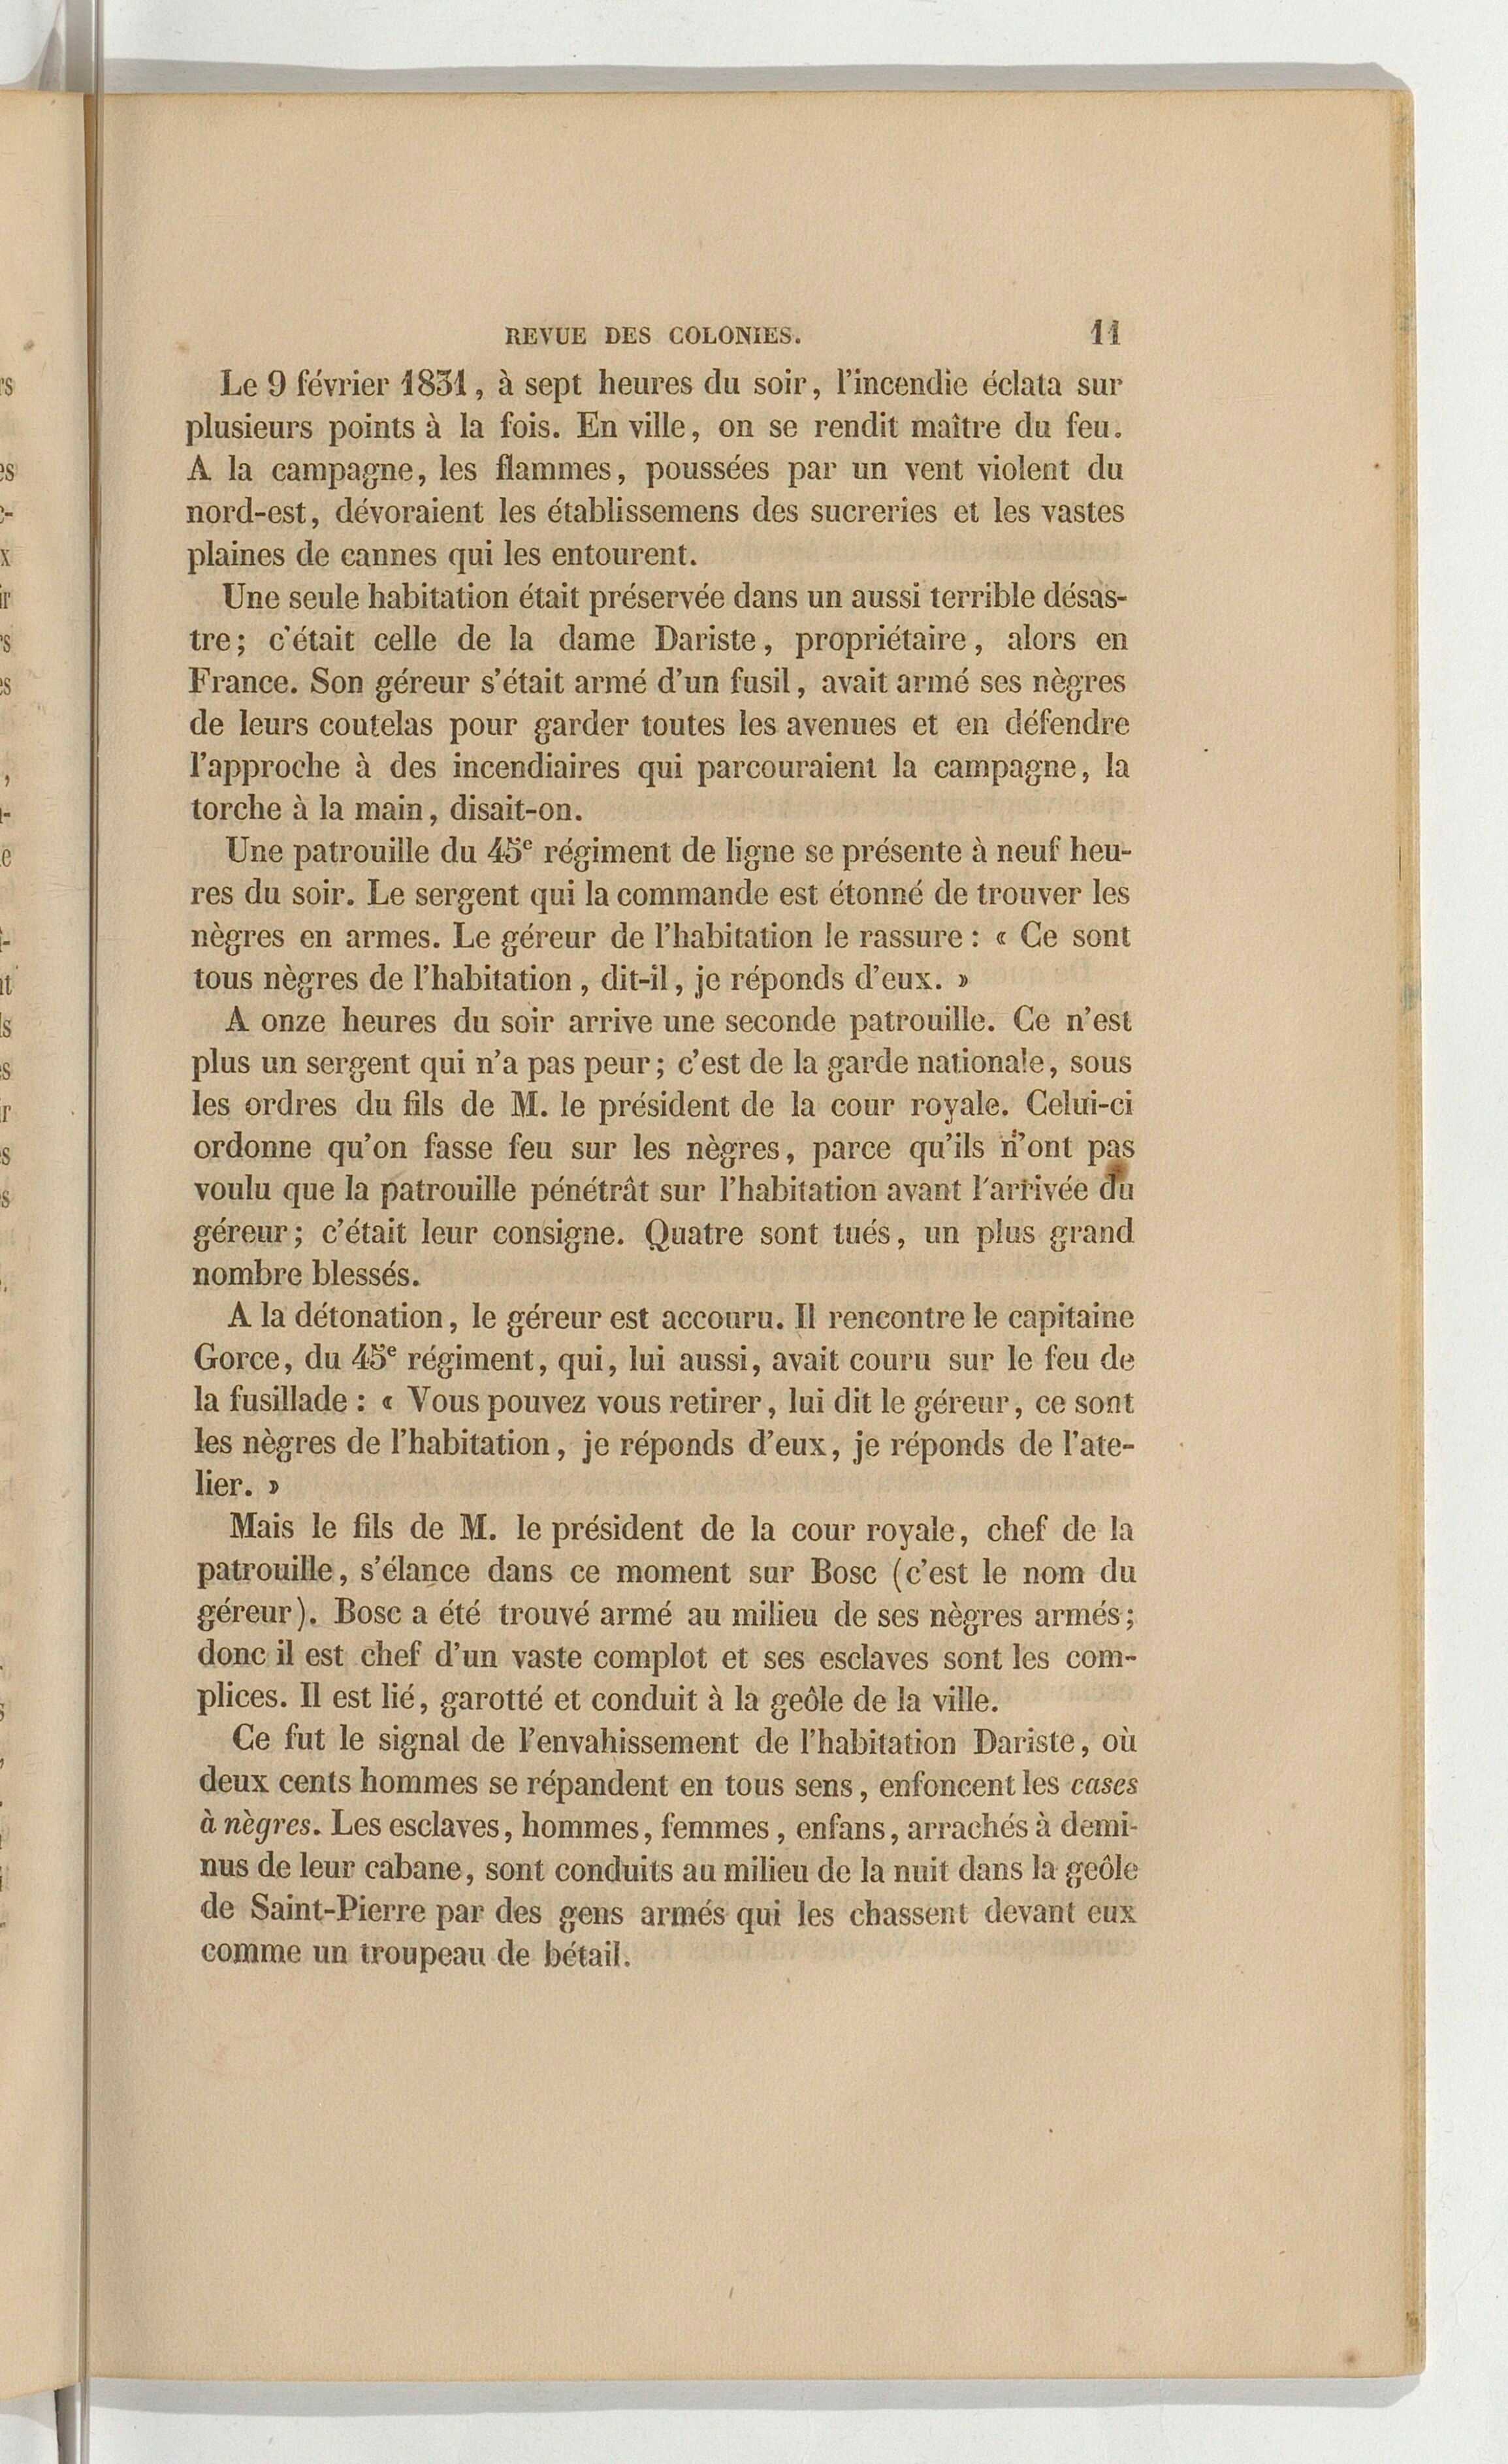 REVUE DES COLONIES. 11
Le 9 février 1831, à sept heures du soir, l'incendie éclata sur
plusieurs points à la fois. En ville, on se rendit maître du feu.
A la campagne, les flammes, poussées par un vent violent du
nord-est, dévoraient les établissemens des sucreries et les vastes
plaines de cannes qui les entourent.
Une seule habitation était préservée dans un aussi terrible désas-
tre; c'était celle de la dame Dariste, propriétaire, alors en
France. Son géreur s'était armé d'un fusil, avait armé ses nègres
de leurs coutelas pour garder toutes les avenues et en défendre
l'approche à des incendiaires qui parcouraient la campagne, la
torche à la main, disait-on.
Une patrouille du 45e régiment de ligne se présente à neuf heu-
res du soir. Le sergent qui la commande est étonné de trouver les
nègres en armes. Le géreur de l'habitation le rassure : « Ce sont
tous nègres de l'habitation, dit-il, je réponds d'eux. »
A onze heures du soir arrive une seconde patrouille. Ce n'est
plus un sergent qui n'a pas peur; c'est de la garde nationale, sous
les ordres du fils de M. le président de la cour royale. Celui-ci
ordonne qu'on fasse feu sur les nègres, parce qu'ils n'ont pas
voulu que la patrouille pénétrât sur l'habitation avant l'arrivée du
géreur; c'était leur consigne. Quatre sont tués, un plus grand
nombre blessés.
A la détonation, le géreur est accouru. Il rencontre le capitaine
Gorce, du 45e régiment, qui, lui aussi, avait couru sur le feu de
la fusillade : « Vous pouvez vous retirer, lui dit le géreur, ce sont
les nègres de l'habitation, je réponds d'eux, je réponds de l'ate-
lier. »
Mais le fils de M. le président de la cour royale, chef de la
patrouille, s'élance dans ce moment sur Bosc (c'est le nom du
géreur). Bosc a été trouvé armé au milieu de ses nègres armés;
donc il est chef d'un vaste complot et ses esclaves sont les com-
plices. Il est lié, garotté et conduit à la geôle de la ville.
Ce fut le signal de l'envahissement de l'habitation Dariste, où
deux cents hommes se répandent en tous sens, enfoncent les cases
à nègres. Les esclaves, hommes, femmes, enfans, arrachés à demi-
nus de leur cabane, sont conduits au milieu de la nuit dans la geôle
de Saint-Pierre par des gens armés qui les chassent devant eux
comme un troupeau de bétail.